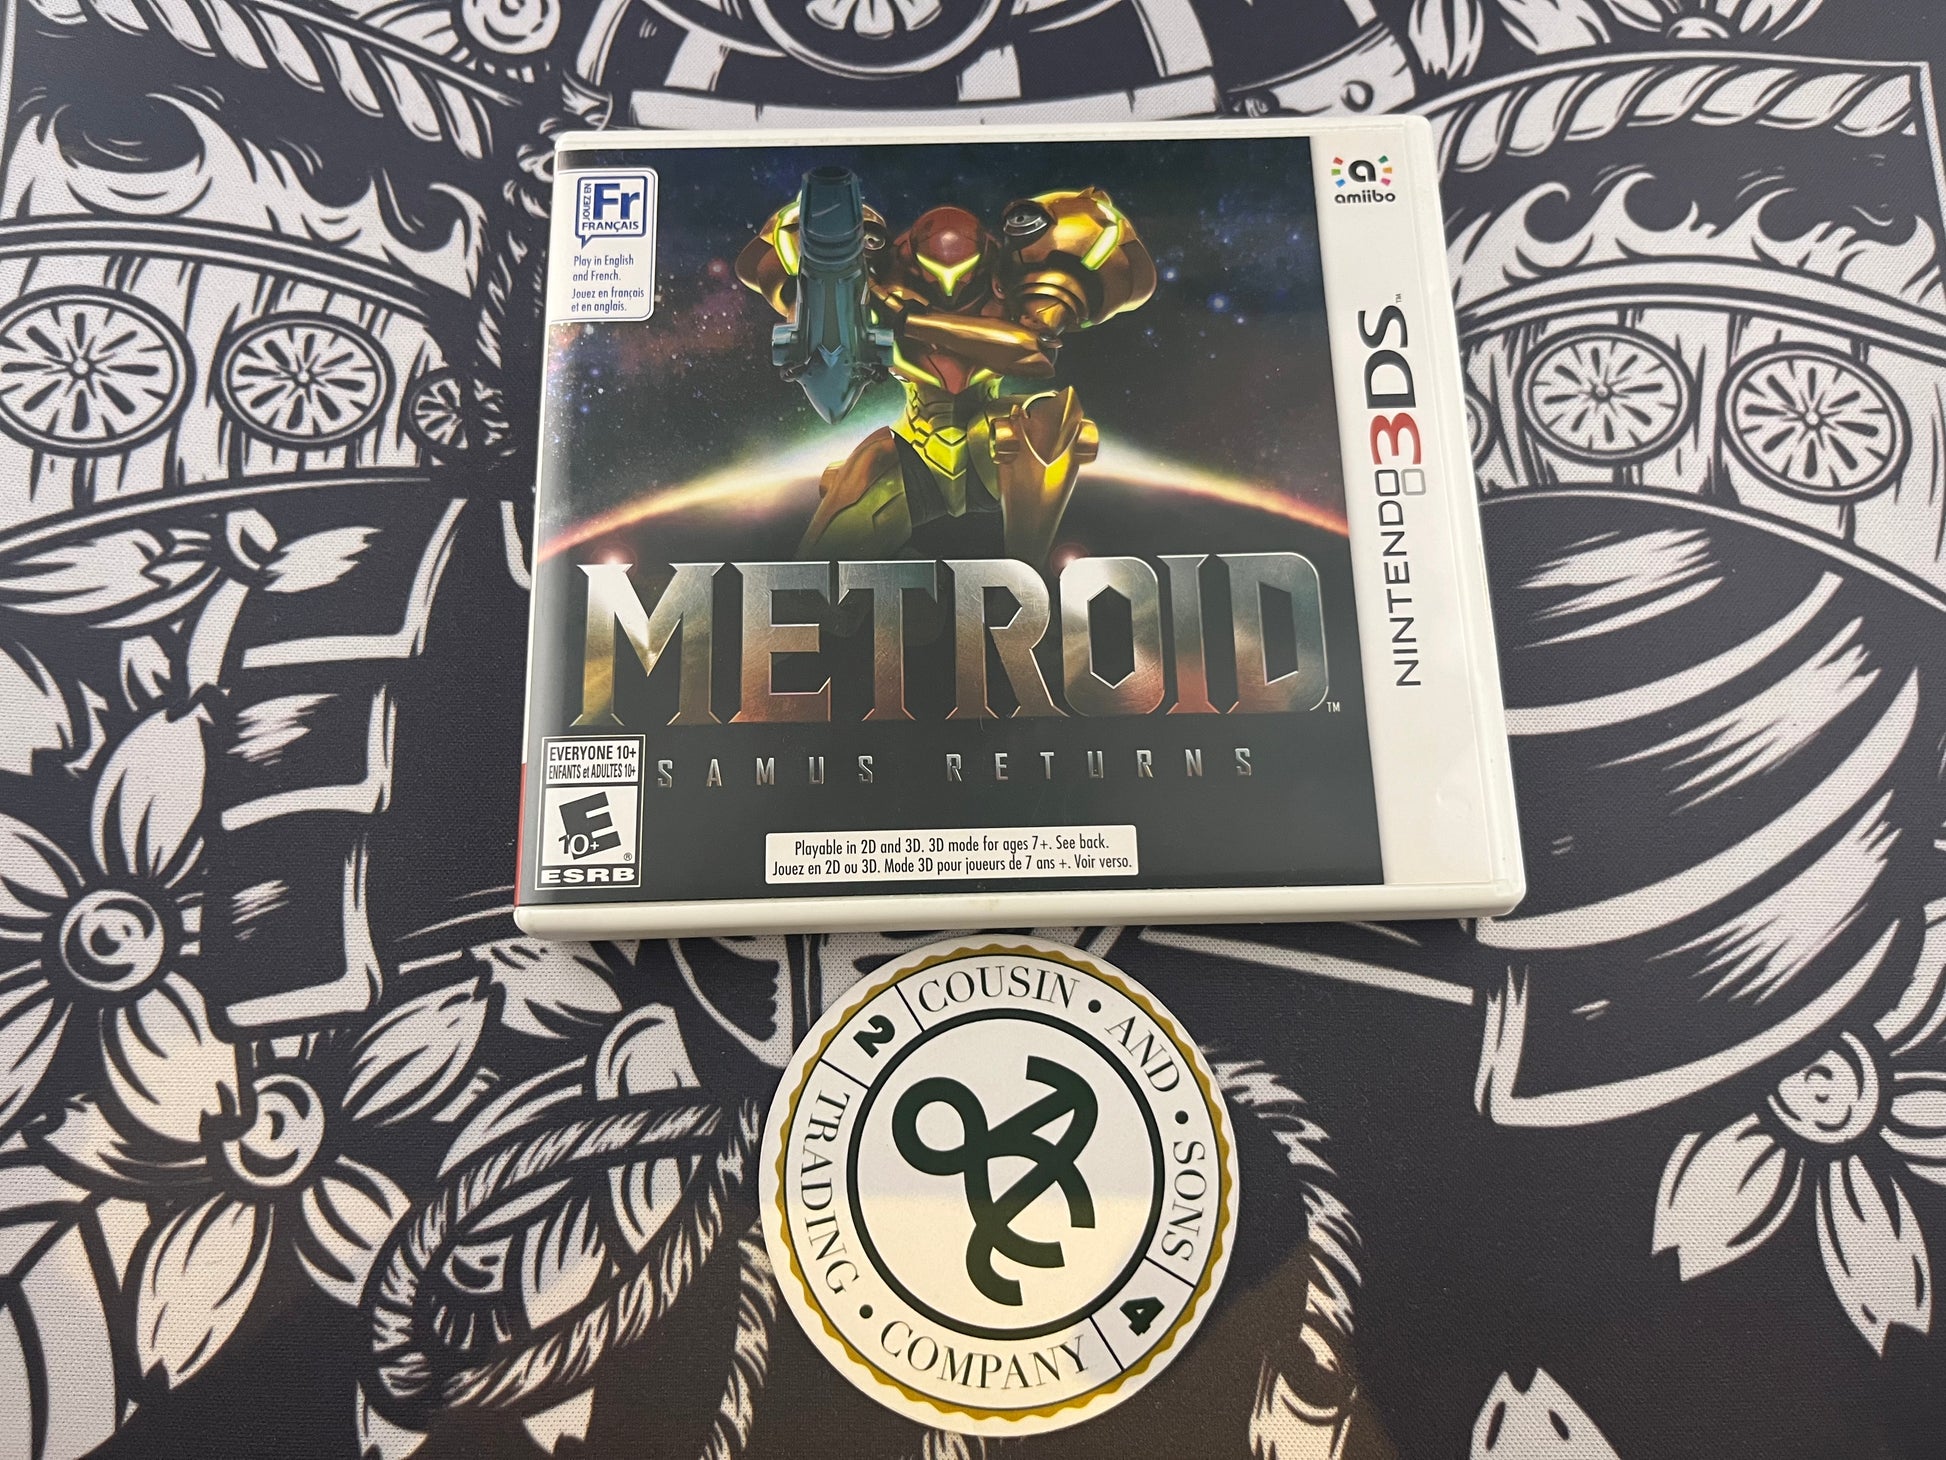 JOUEZ EN
Fr
FRANÇAIS
Play in English
and French.
Jouez en français
et en anglais.
amiibo
NINTENDO 3DS™
METROID™
SAMUS RETURNS
EVERYONE 10+
ENFANTS et ADULTES 10+
E
10+
®
ESRB
Playable in 2D and 3D. 3D mode for ages 7+. See back.
Jouez en 2D ou 3D. Mode 3D pour joueurs de 7 ans +. Voir verso.
2 COUSIN • AND • SONS 4
TRADING • COMPANY